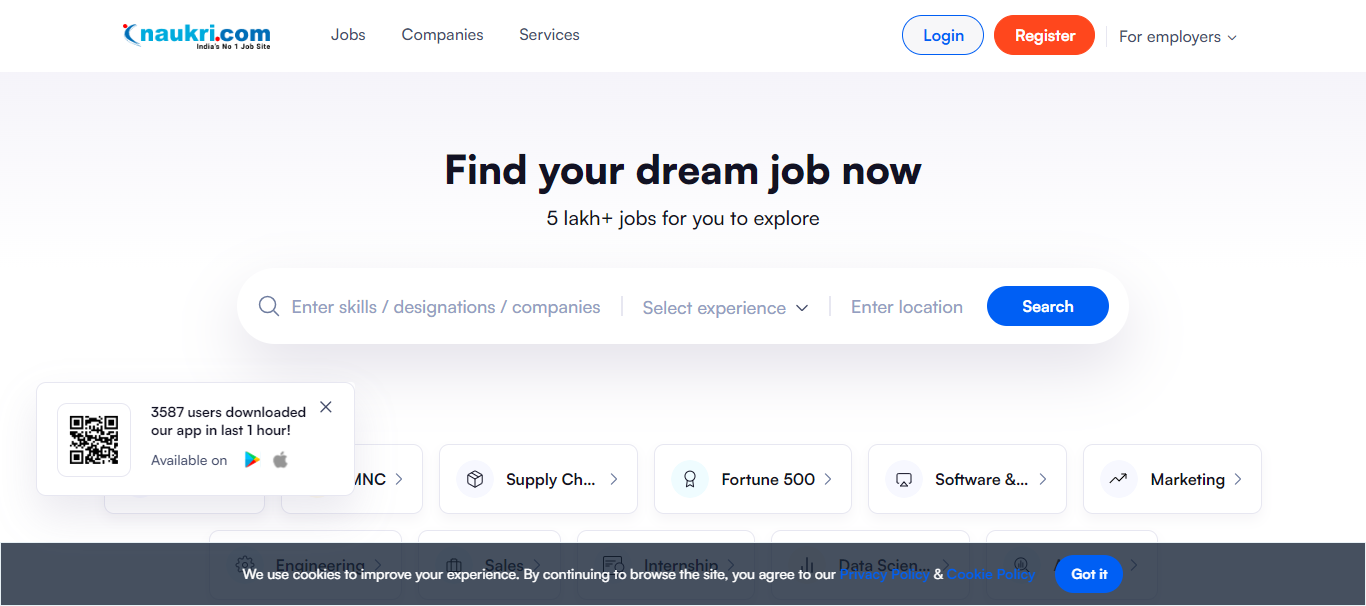 naukri.com
India's No 1 Job Site
Jobs
Companies
Services
Login
Register
For employers
Find your dream job now
5 lakh+ jobs for you to explore
Enter skills / designations / companies
Select experience
Enter location
Search
3587 users downloaded
our app in last 1 hour!
Available on
MNC
Supply Ch...
Fortune 500
Software &...
Marketing
Engineering
Sales
Internship
Data Scien...
We use cookies to improve your experience. By continuing to browse the site, you agree to our Privacy Policy & Cookie Policy
Got it